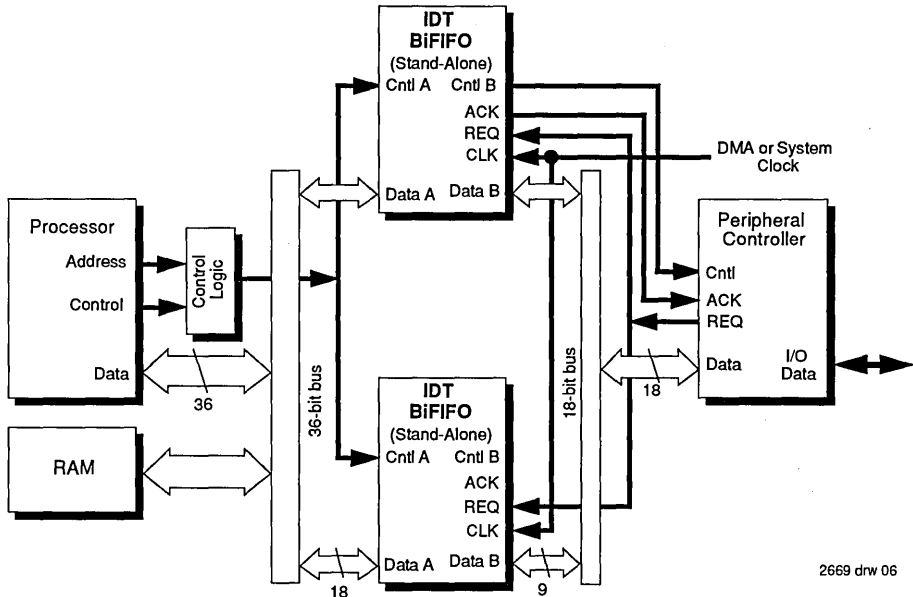 IDT
BiFIFO
(Stand-Alone)
Cntl A Cntl B
ACK
REQ
CLK
Data A Data B
DMA or System
Clock
Processor
Address
Control
Data
Control
Logic
36
RAM
36-bit bus
18-bit bus
Peripheral
Controller
Cntl
ACK
REQ
Data
I/O
Data
18
IDT
BiFIFO
(Stand-Alone)
Cntl A Cntl B
ACK
REQ
CLK
Data A Data B
18
9
2669 drw 06